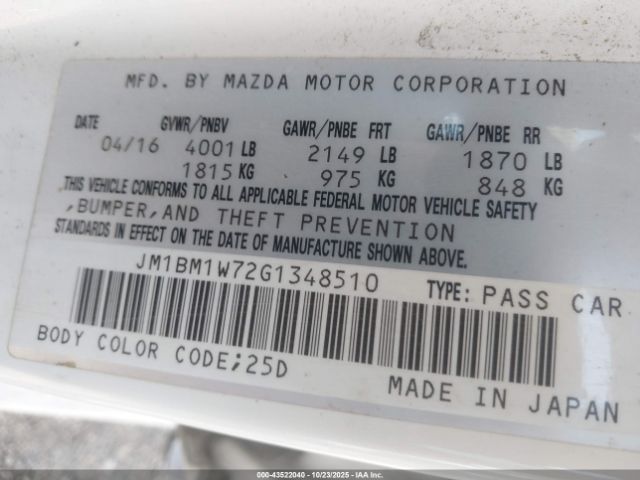 MFD. BY MAZDA MOTOR CORPORATION
DATE GVWR/PNBV GAWR/PNBE FRT GAWR/PNBE RR
04/16 4001 LB 2149 LB 1870 LB
1815 KG 975 KG 848 KG
THIS VEHICLE CONFORMS TO ALL APPLICABLE FEDERAL MOTOR VEHICLE SAFETY
,BUMPER,AND THEFT PREVENTION
STANDARDS IN EFFECT ON THE DATE OF MANUFACTURE SHOWN ABOVE.
JM1BM1W72G1348510 TYPE: PASS CAR
BODY COLOR CODE;25D
MADE IN JAPAN
000-43522040 - 10/23/2025 - IAAI, Inc.